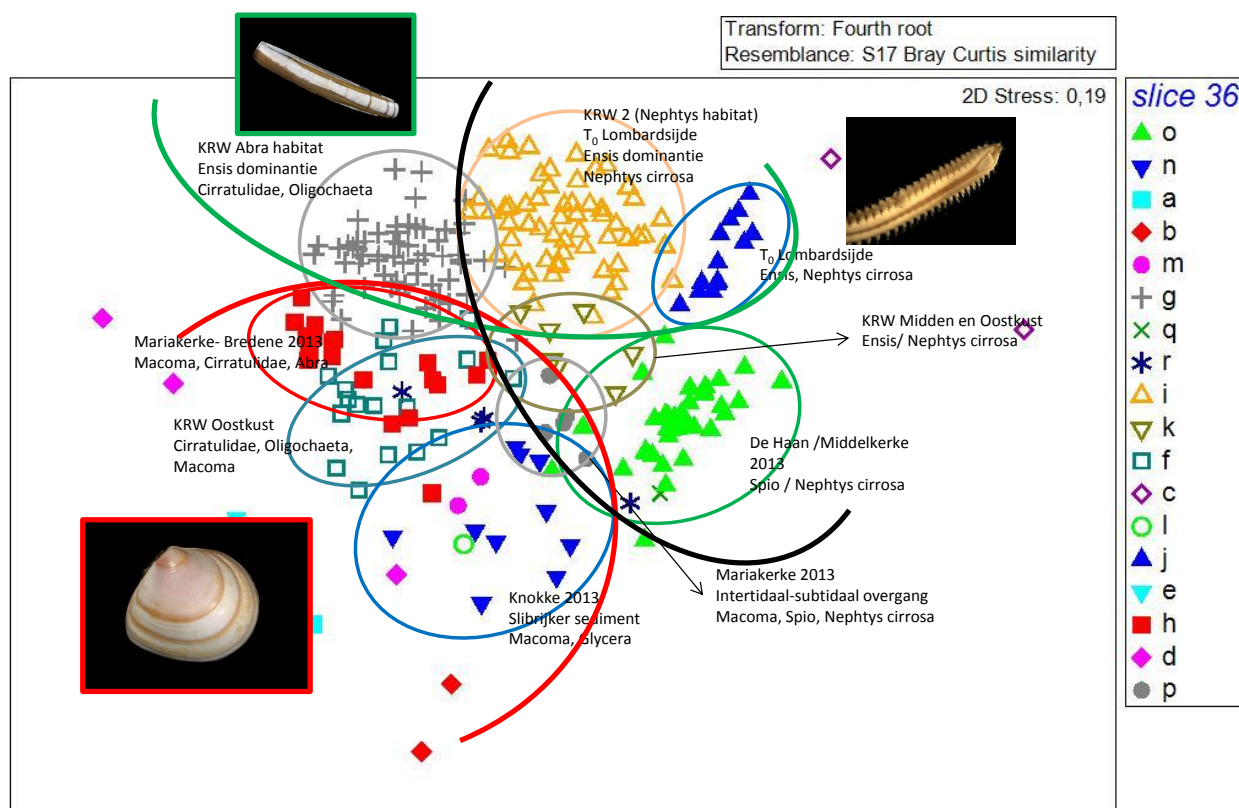 Transform: Fourth root
Resemblance: S17 Bray Curtis similarity
2D Stress: 0,19
slice 36
o
n
a
b
m
g
q
r
i
k
f
c
l
j
e
h
d
p
KRW Abra habitat
Ensis dominantie
Cirratulidae, Oligochaeta
KRW 2 (Nephtys habitat)
T₀ Lombardsijde
Ensis dominantie
Nephtys cirrosa
T₀ Lombardsijde
Ensis, Nephtys cirrosa
KRW Midden en Oostkust
Ensis/ Nephtys cirrosa
Mariakerke- Bredene 2013
Macoma, Cirratulidae, Abra
KRW Oostkust
Cirratulidae, Oligochaeta,
Macoma
De Haan /Middelkerke
2013
Spio / Nephtys cirrosa
Knokke 2013
Slibrijker sediment
Macoma, Glycera
Mariakerke 2013
Intertidaal-subtidaal overgang
Macoma, Spio, Nephtys cirrosa